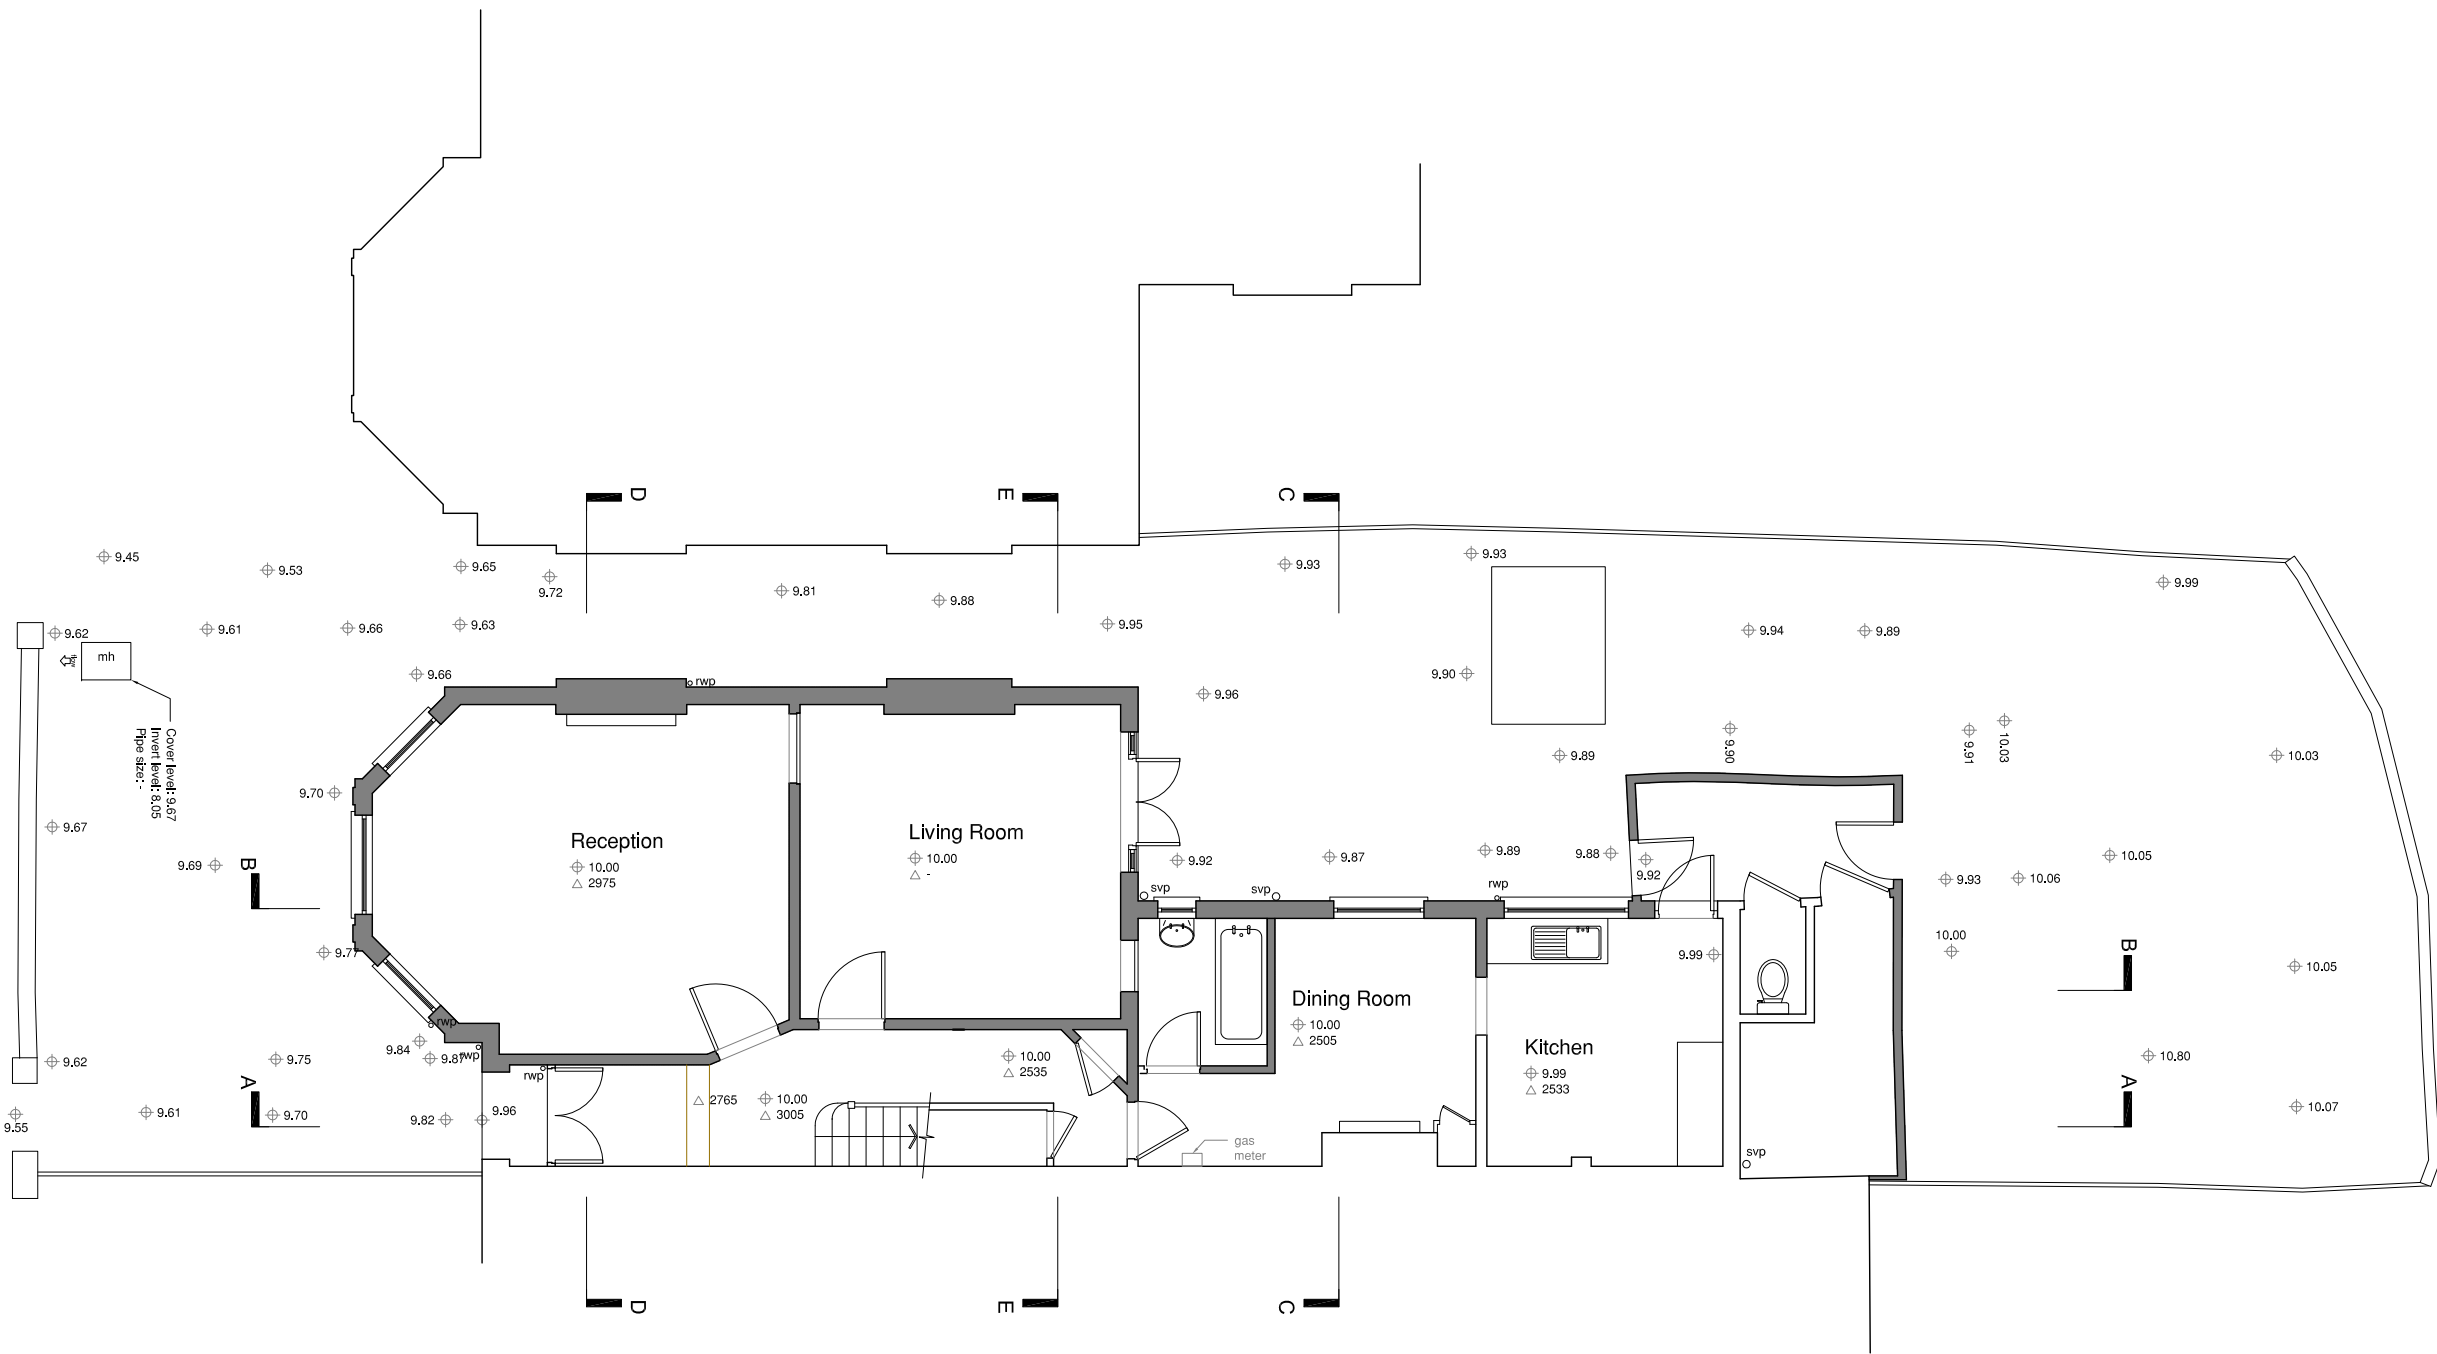 D
E
C
9.45
9.53
9.65
9.72
9.81
9.88
9.93
9.93
9.99
9.62
9.61
9.66
9.63
9.95
9.94
9.89
mh
flow
9.66
rwp
9.96
9.90
Cover level: 9.67
Invert level: 8.05
Pipe size: -
9.90
9.91
10.03
9.89
10.03
9.70
9.67
Reception
10.00
2975
Living Room
10.00
-
9.69
B
9.92
9.87
9.89
9.88
9.92
10.05
svp
svp
rwp
9.93
10.06
10.00
9.77
9.99
B
10.05
Dining Room
10.00
2505
rwp
9.84
9.87
rwp
9.62
9.75
rwp
10.00
2535
Kitchen
9.99
2533
10.80
A
2765
10.00
3005
A
9.55
9.61
9.70
9.82
9.96
10.07
gas
meter
svp
D
E
C